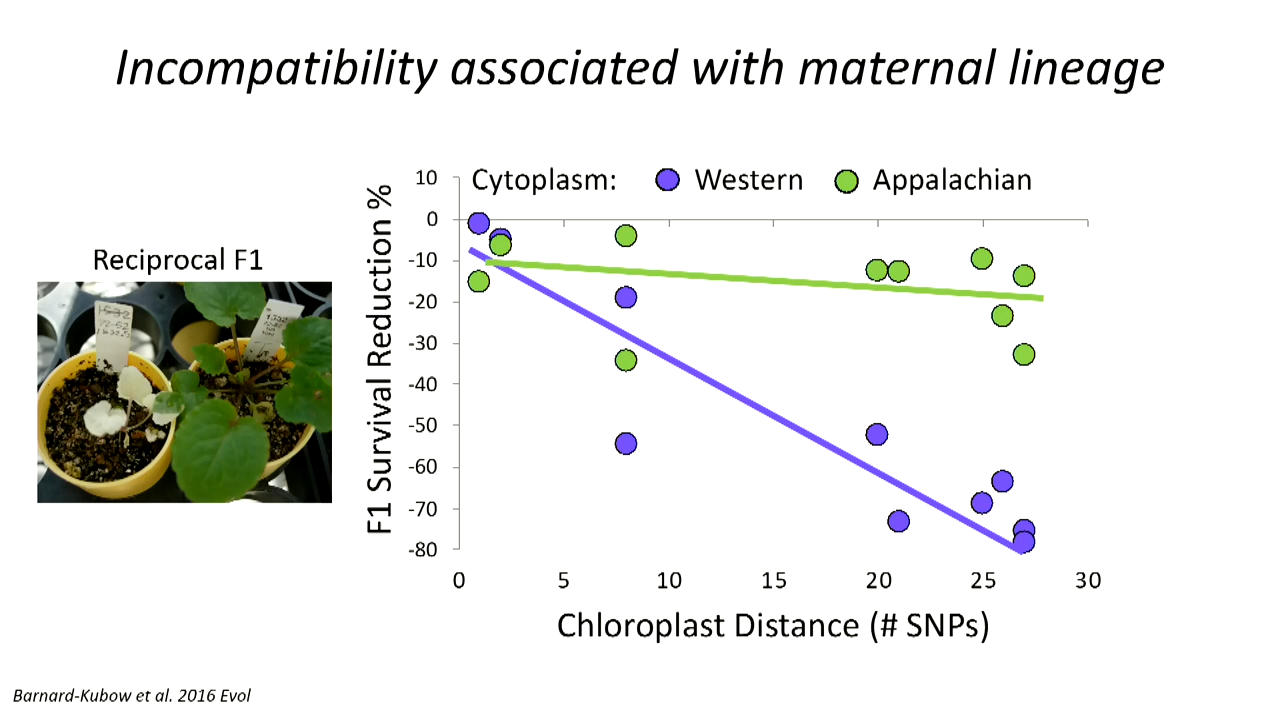 Incompatibility associated with maternal lineage
Reciprocal F1
Cytoplasm: Western Appalachian
F1 Survival Reduction %
10
0
-10
-20
-30
-40
-50
-60
-70
-80
0 5 10 15 20 25 30
Chloroplast Distance (# SNPs)
Barnard-Kubow et al. 2016 Evol